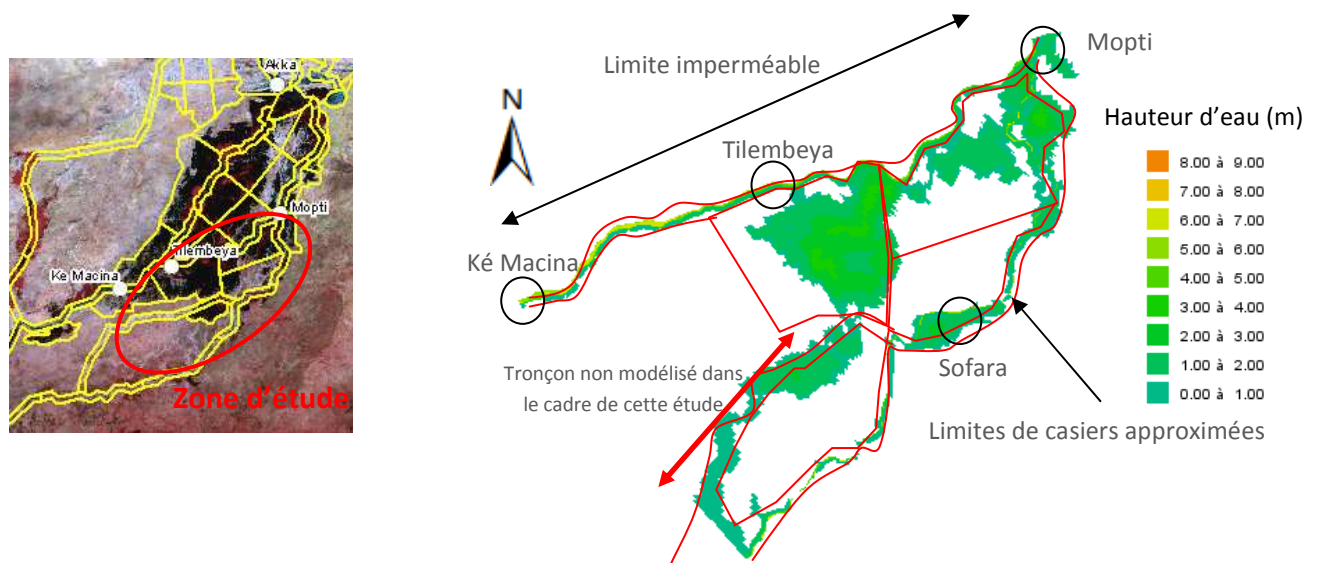 Akka
Mopti
Tilembeya
Ke Macina
Zone d'étude
Mopti
Limite imperméable
N
Tilembeya
Ké Macina
Sofara
Tronçon non modélisé dans
le cadre de cette étude
Limites de casiers approximées
Hauteur d'eau (m)
8.00 à 9.00
7.00 à 8.00
6.00 à 7.00
5.00 à 6.00
4.00 à 5.00
3.00 à 4.00
2.00 à 3.00
1.00 à 2.00
0.00 à 1.00